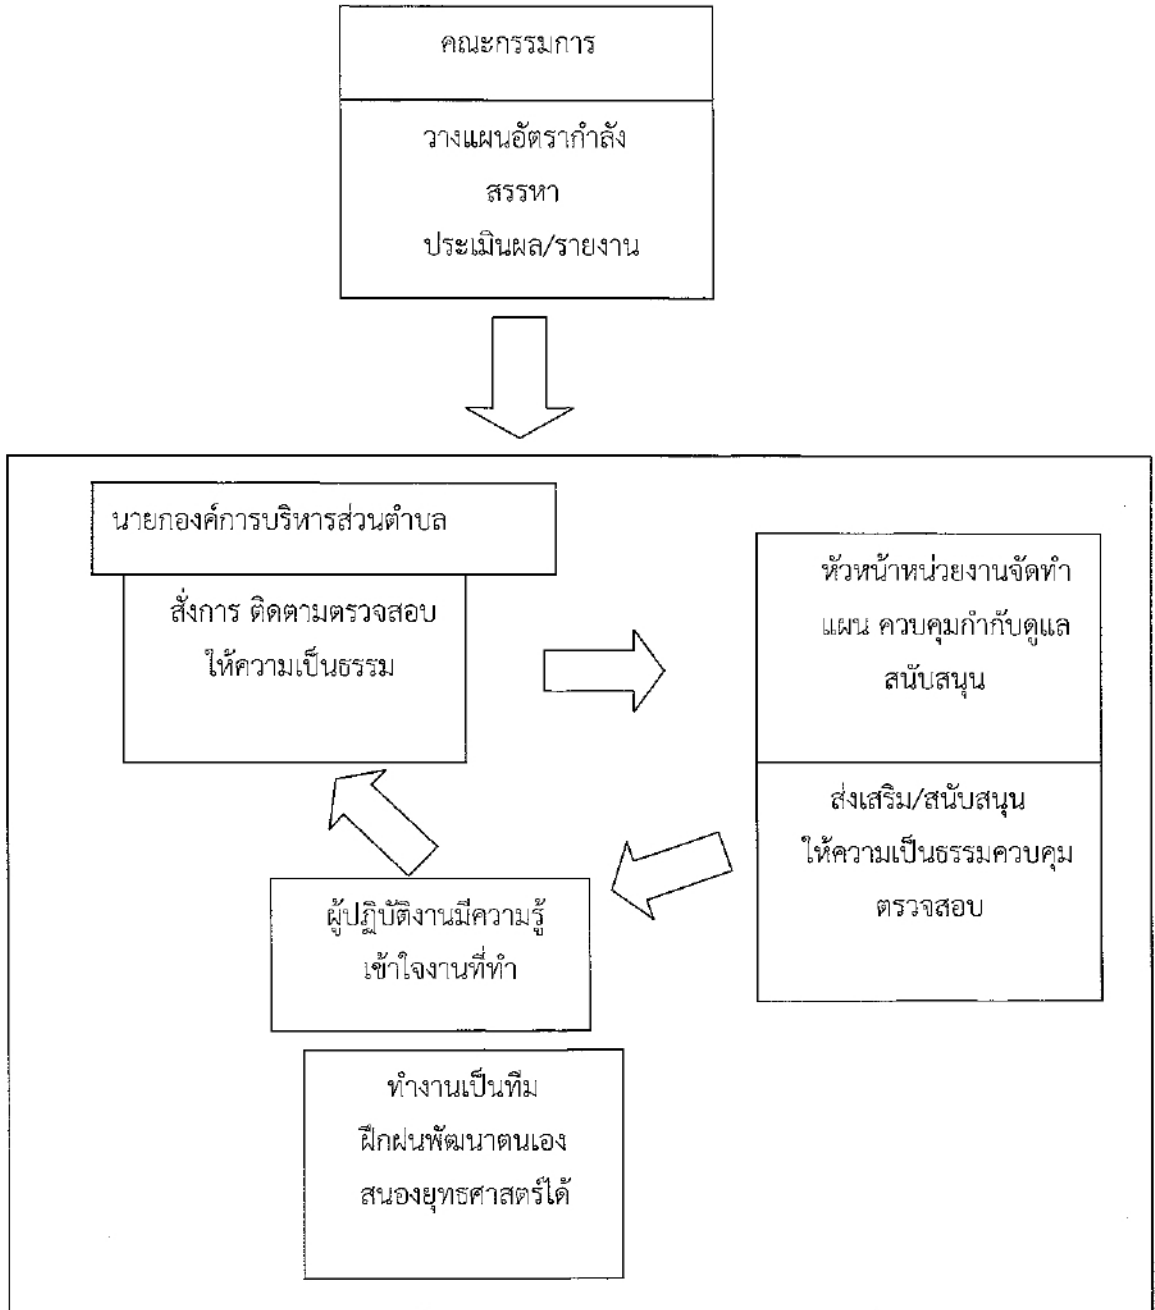 คณะกรรมการ
วางแผนอัตรากำลัง
สรรหา
ประเมินผล/รายงาน
นายกองค์การบริหารส่วนตำบล
สั่งการ ติดตามตรวจสอบ
ให้ความเป็นธรรม
หัวหน้าหน่วยงานจัดทำ
แผน ควบคุมกำกับดูแล
สนับสนุน
ส่งเสริม/สนับสนุน
ให้ความเป็นธรรมควบคุม
ตรวจสอบ
ผู้ปฏิบัติงานมีความรู้
เข้าใจงานที่ทำ
ทำงานเป็นทีม
ฝึกฝนพัฒนาตนเอง
สนองยุทธศาสตร์ได้